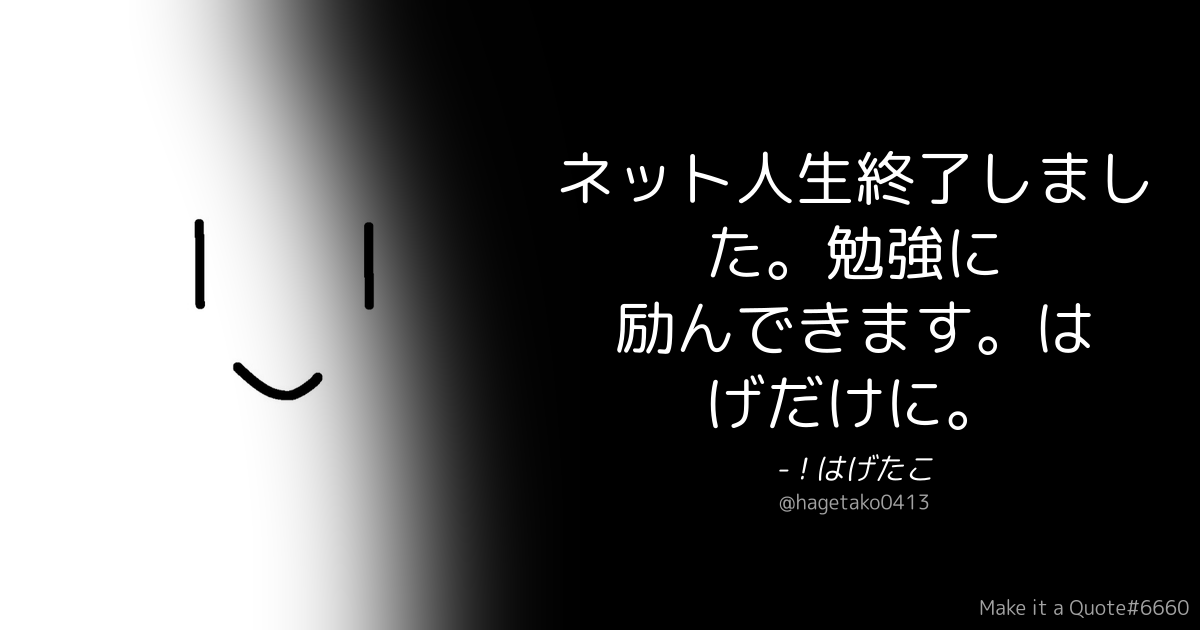 ネット人生終了しまし
た。勉強に
励んできます。は
げだけに。
- ! はげたこ
@hagetako0413
Make it a Quote#6660